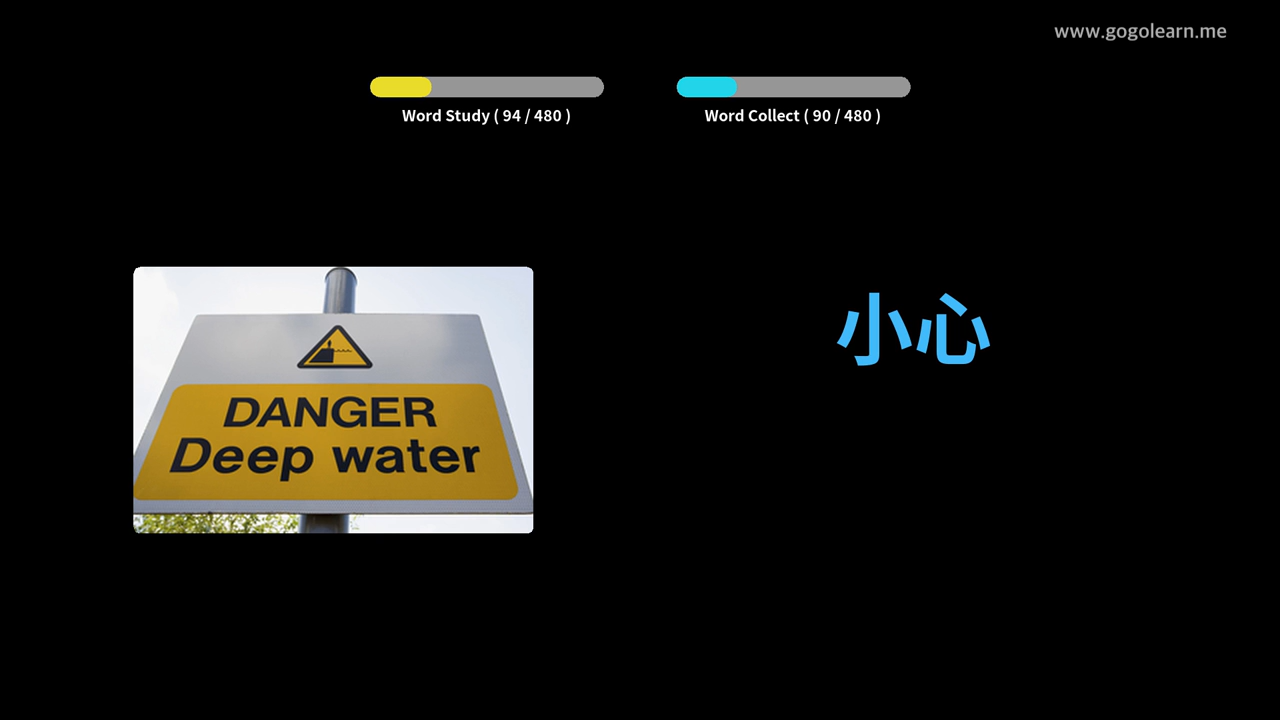 www.gogolearn.me
Word Study ( 94 / 480 )
Word Collect ( 90 / 480 )
DANGER
Deep water
小心